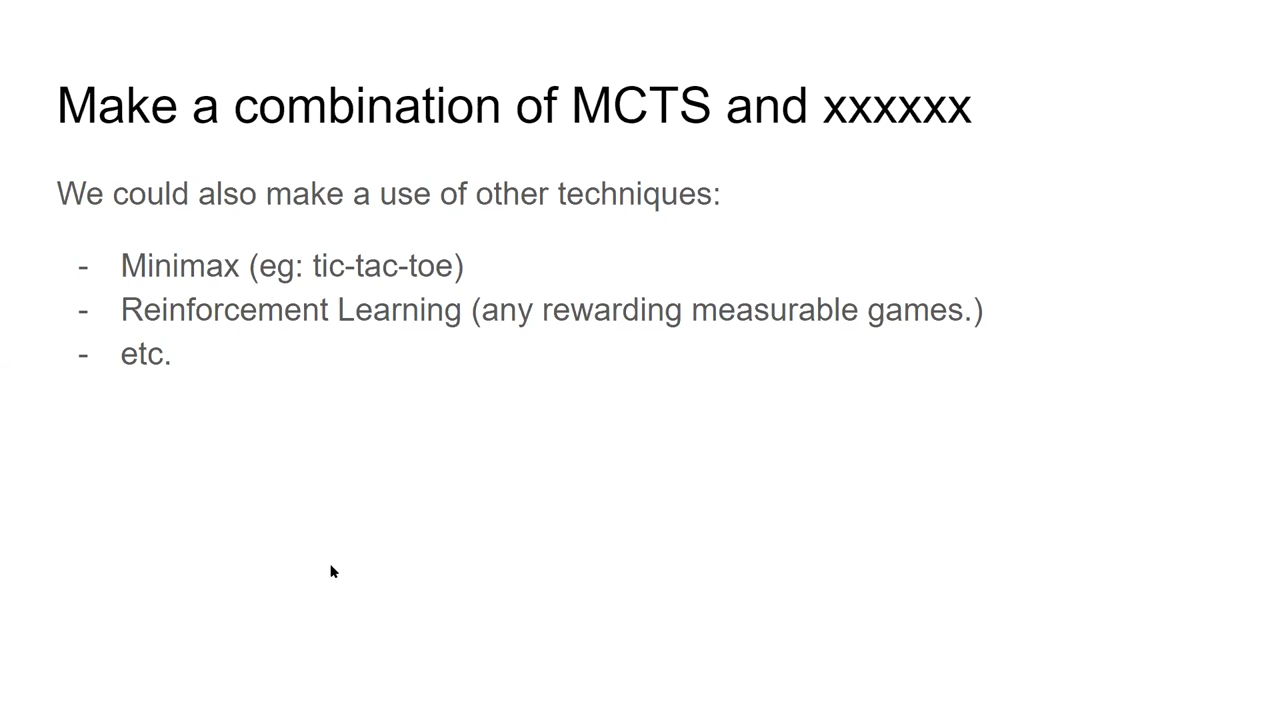 Make a combination of MCTS and xxxxxx
We could also make a use of other techniques:
- Minimax (eg: tic-tac-toe)
- Reinforcement Learning (any rewarding measurable games.)
- etc.